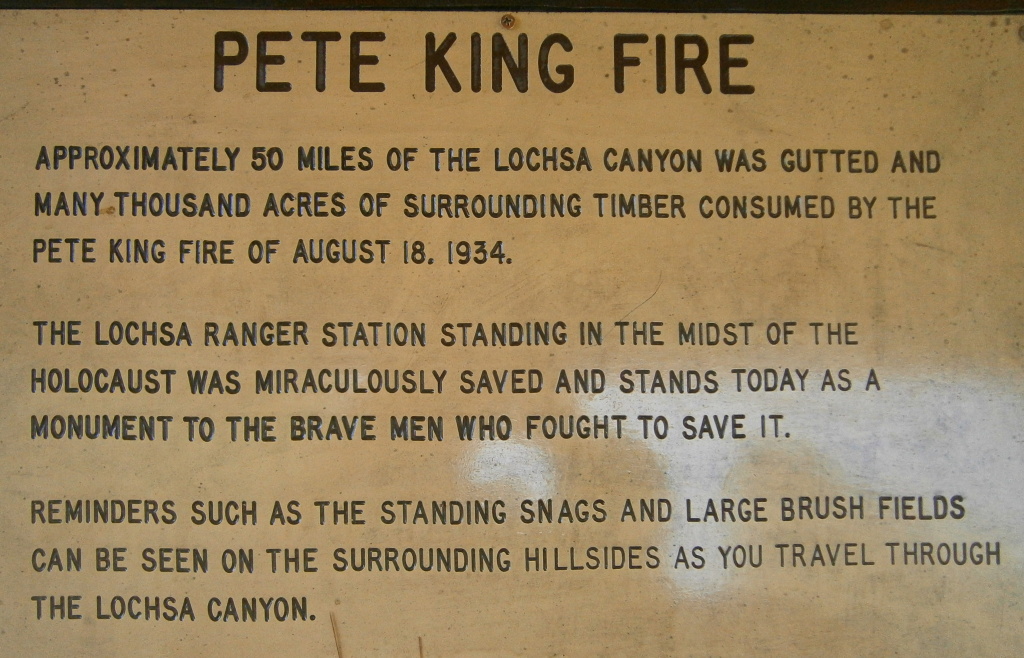 PETE KING FIRE
APPROXIMATELY 50 MILES OF THE LOCHSA CANYON WAS GUTTED AND
MANY THOUSAND ACRES OF SURROUNDING TIMBER CONSUMED BY THE
PETE KING FIRE OF AUGUST 18. 1934.
THE LOCHSA RANGER STATION STANDING IN THE MIDST OF THE
HOLOCAUST WAS MIRACULOUSLY SAVED AND STANDS TODAY AS A
MONUMENT TO THE BRAVE MEN WHO FOUGHT TO SAVE IT.
REMINDERS SUCH AS THE STANDING SNAGS AND LARGE BRUSH FIELDS
CAN BE SEEN ON THE SURROUNDING HILLSIDES AS YOU TRAVEL THROUGH
THE LOCHSA CANYON.